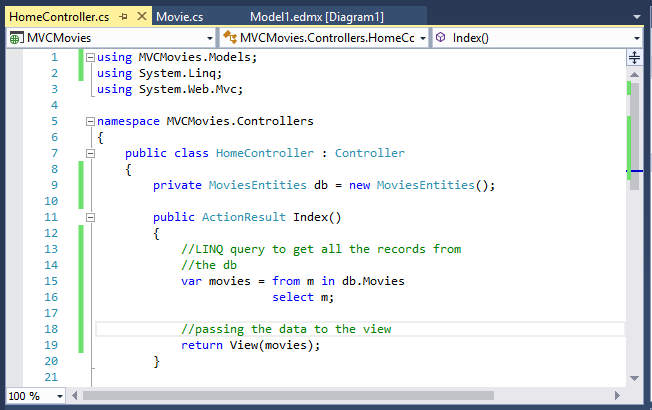 HomeController.cs Movie.cs Model1.edmx [Diagram1]
MVCMovies MVCMovies.Controllers.HomeCc Index()
1 using MVCMovies.Models;
2 using System.Linq;
3 using System.Web.Mvc;
4
5 namespace MVCMovies.Controllers
6 {
7 public class HomeController : Controller
8 {
9 private MoviesEntities db = new MoviesEntities();
10
11 public ActionResult Index()
12 {
13 //LINQ query to get all the records from
14 //the db
15 var movies = from m in db.Movies
16 select m;
17
18 //passing the data to the view
19 return View(movies);
20 }
21
100 %